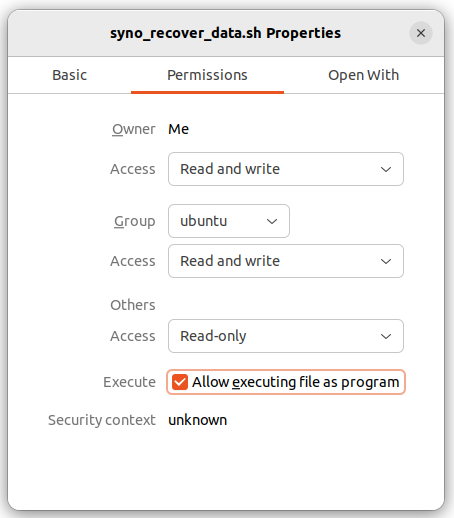 syno_recover_data.sh Properties
Basic Permissions Open With
Owner Me
Access Read and write
Group ubuntu
Access Read and write
Others
Access Read-only
Execute Allow executing file as program
Security context unknown